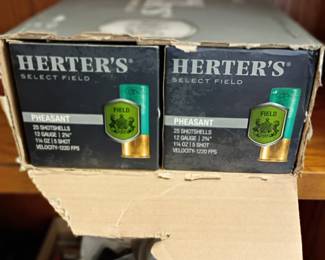 HERTER'S®
SELECT FIELD
PHEASANT
25 SHOTSHELLS
12 GAUGE | 2¾"
1¼ OZ | 5 SHOT
VELOCITY-1220 FPS
FIELD
HERTER'S®
SELECT FIELD
PHEASANT
25 SHOTSHELLS
12 GAUGE | 2¾"
1¼ OZ | 5 SHOT
VELOCITY-1220 FPS
FIELD